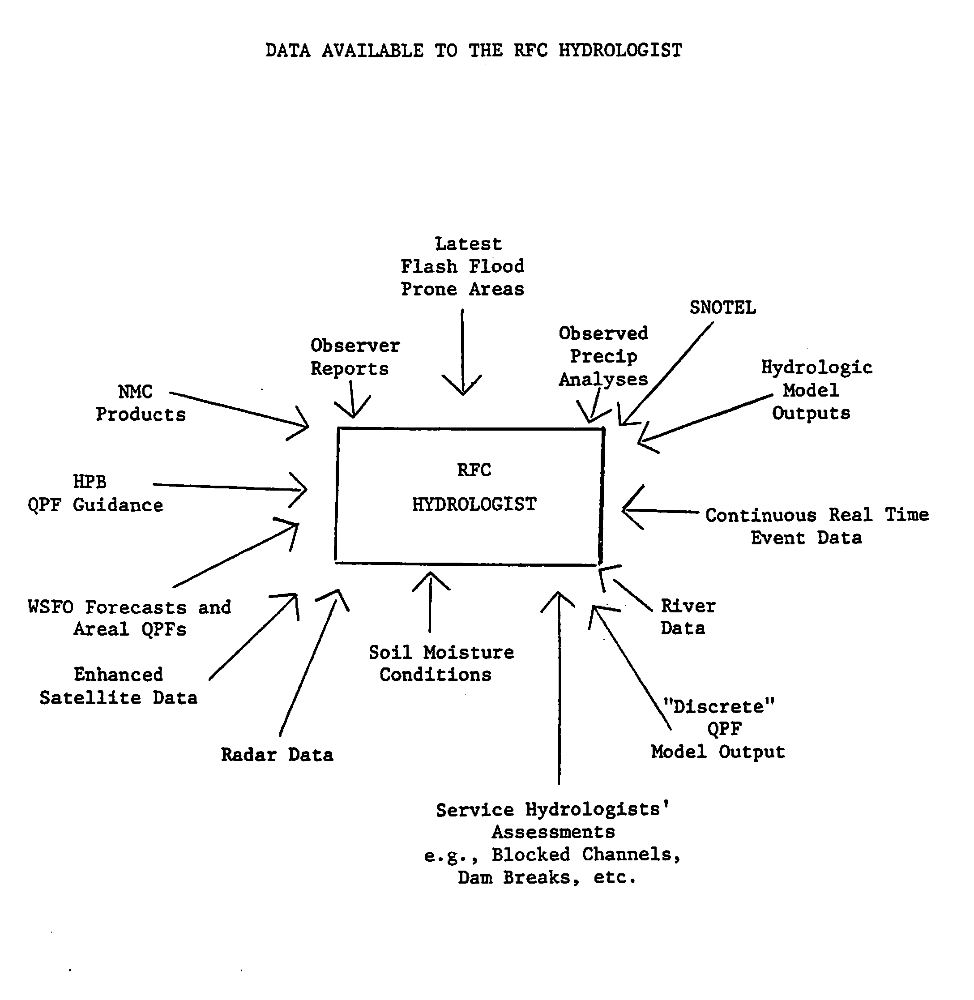 DATA AVAILABLE TO THE RFC HYDROLOGIST
Latest
Flash Flood
Prone Areas
SNOTEL
Observer
Reports
Observed
Precip
Analyses
Hydrologic
Model
Outputs
NMC
Products
RFC
HYDROLOGIST
HPB
QPF Guidance
Continuous Real Time
Event Data
WSFO Forecasts and
Areal QPFs
River
Data
Soil Moisture
Conditions
Enhanced
Satellite Data
"Discrete"
QPF
Model Output
Radar Data
Service Hydrologists'
Assessments
e.g., Blocked Channels,
Dam Breaks, etc.